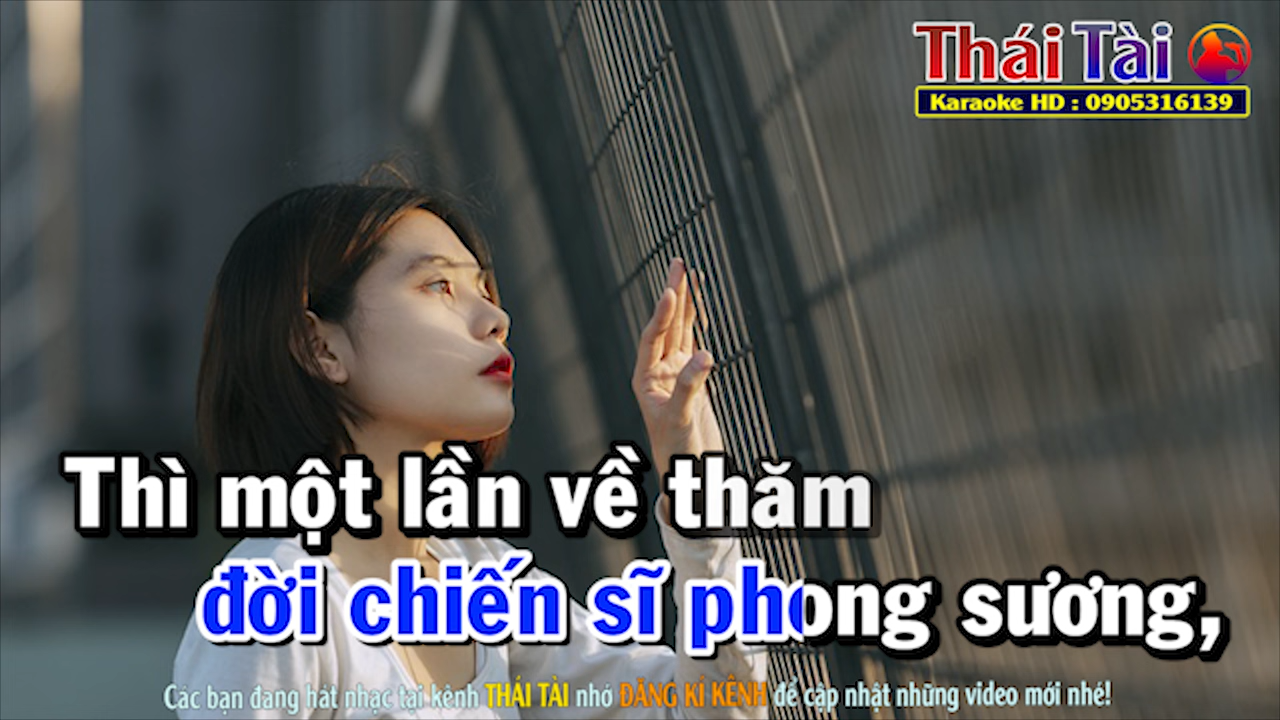 Thái Tài
Karaoke HD : 0905316139
Thì một lần về thăm
đời chiến sĩ phong sương,
Các bạn đang hát nhạc tại kênh THÁI TÀI nhớ ĐĂNG KÍ KÊNH để cập nhật những video mới nhé!